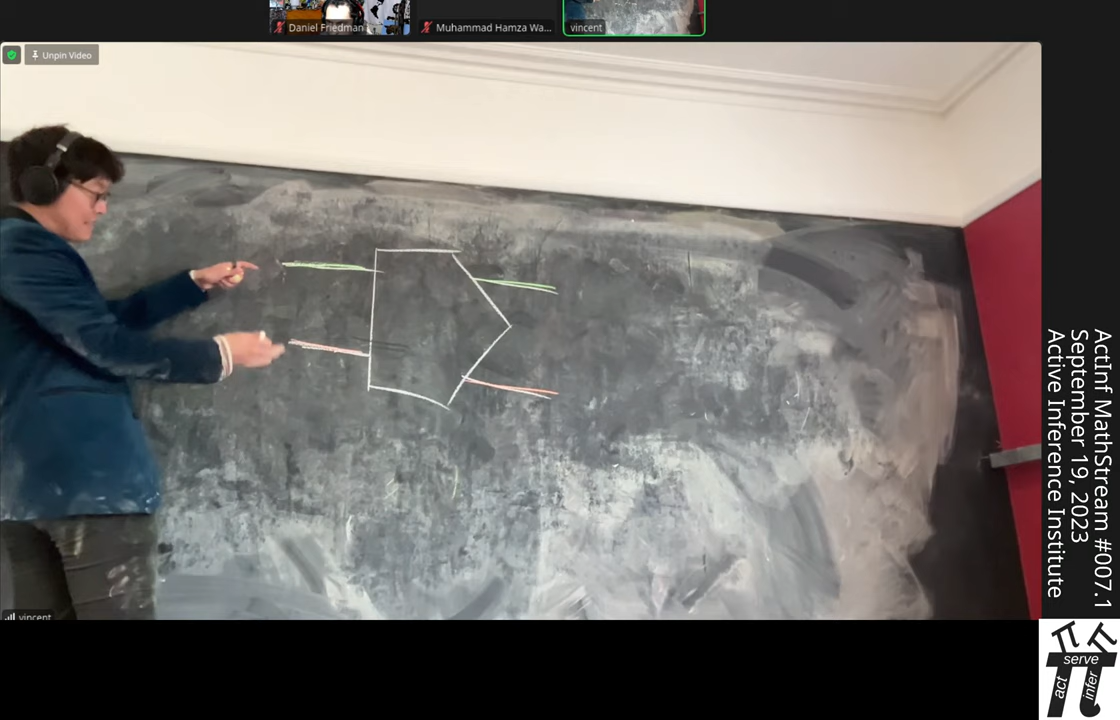 Daniel Friedman
Muhammad Hamza Wa...
vincent
Unpin Video
ActInf MathStream #007.1
September 19, 2023
Active Inference Institute
vincent
serve
act
infer